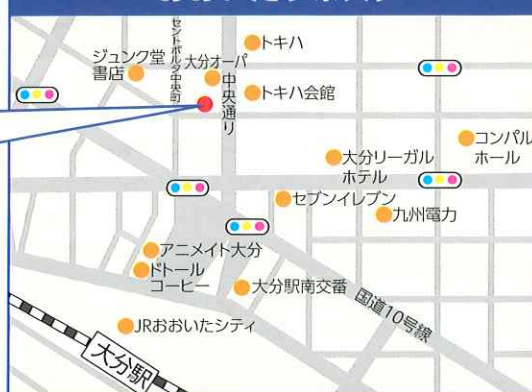 トキハ
ジュンク堂
書店
セントポルタ中央町
大分オーパ
中央通り
トキハ会館
コンパル
ホール
大分リーガル
ホテル
セブンイレブン
九州電力
アニメイト大分
ドトール
コーヒー
大分駅南交番
国道10号線
JRおおいたシティ
大分駅